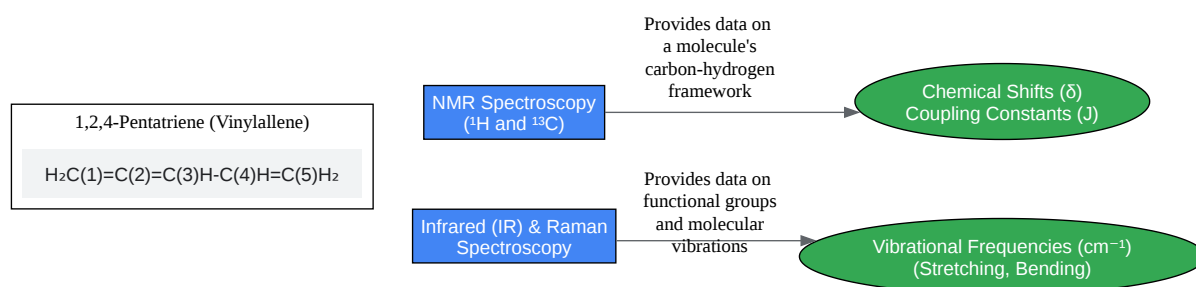 1,2,4-Pentatriene (Vinylallene)
H₂C(1)=C(2)=C(3)H-C(4)H=C(5)H₂
NMR Spectroscopy
(¹H and ¹³C)
Provides data on
a molecule's
carbon-hydrogen
framework
Chemical Shifts (δ)
Coupling Constants (J)
Infrared (IR) & Raman
Spectroscopy
Provides data on
functional groups
and molecular
vibrations
Vibrational Frequencies (cm⁻¹)
(Stretching, Bending)